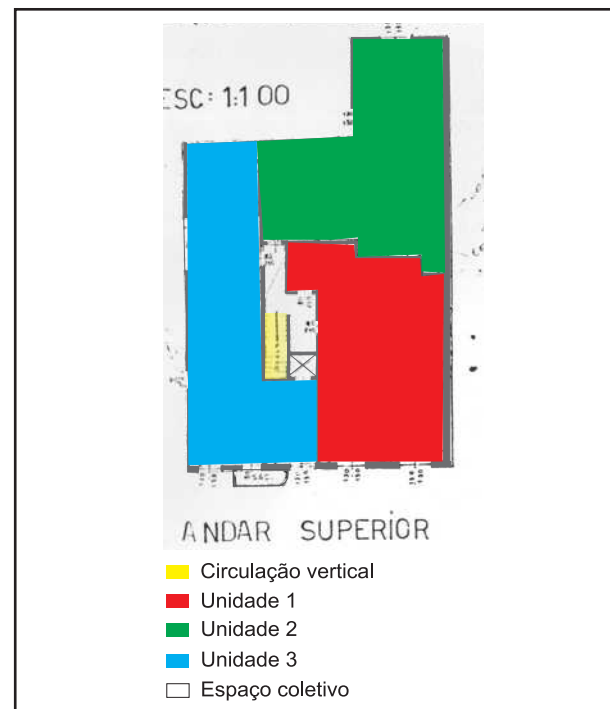 ESC: 1:100
ANDAR SUPERIOR
Circulação vertical
Unidade 1
Unidade 2
Unidade 3
Espaço coletivo